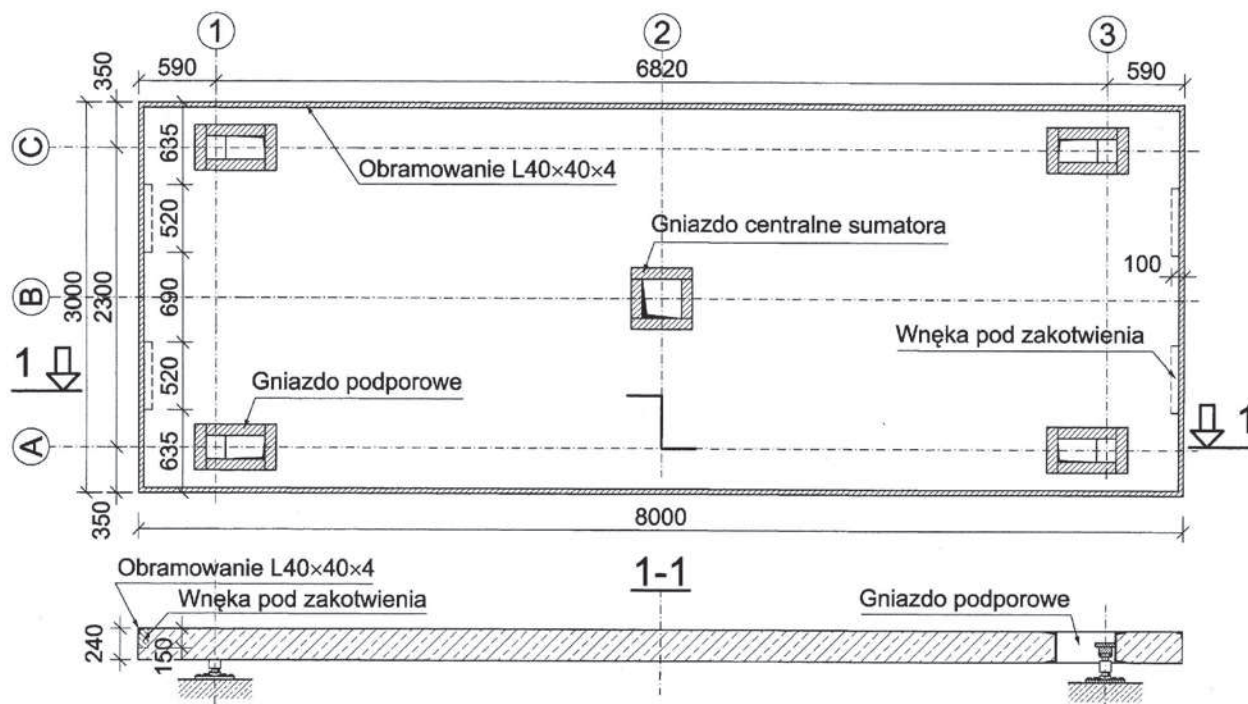 1
2
3
350
590
6820
590
C
635
Obramowanie L40×40×4
520
Gniazdo centralne sumatora
3000
2300
B
690
100
Wnęka pod zakotwienia
1
520
Gniazdo podporowe
1
A
635
350
8000
Obramowanie L40×40×4
1-1
Wnęka pod zakotwienia
Gniazdo podporowe
240
150